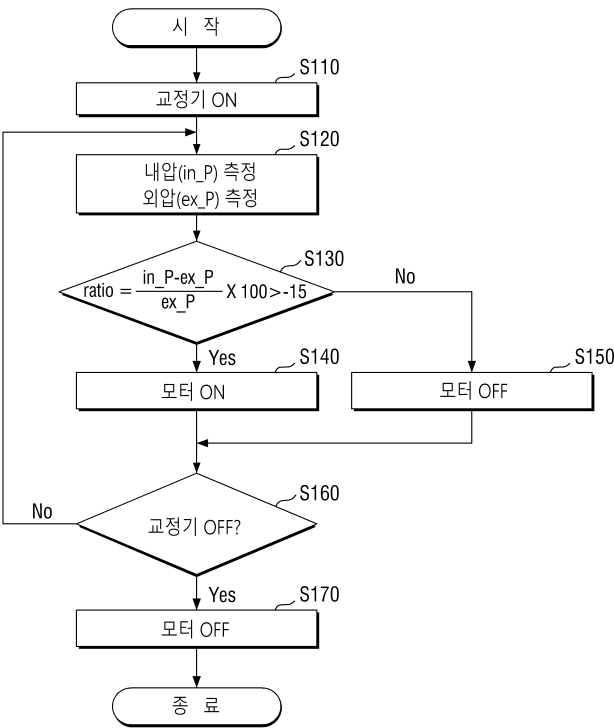 시 작
S110
교정기 ON
S120
내압(in_P) 측정
외압(ex_P) 측정
S130
ratio = in_P-ex_P / ex_P X 100>-15
No
Yes
S140
모터 ON
S150
모터 OFF
S160
교정기 OFF?
No
Yes
S170
모터 OFF
종 료